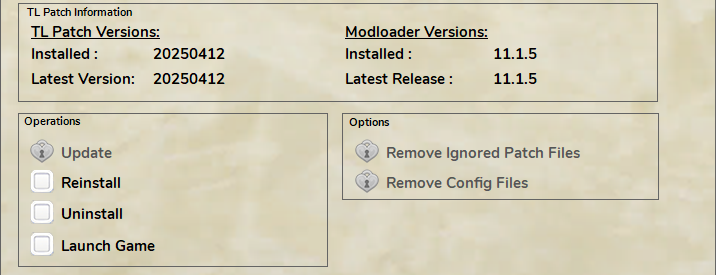 TL Patch Information
TL Patch Versions: Modloader Versions:
Installed : 20250412 Installed : 11.1.5
Latest Version: 20250412 Latest Release : 11.1.5
Operations
Update
Reinstall
Uninstall
Launch Game
Options
Remove Ignored Patch Files
Remove Config Files